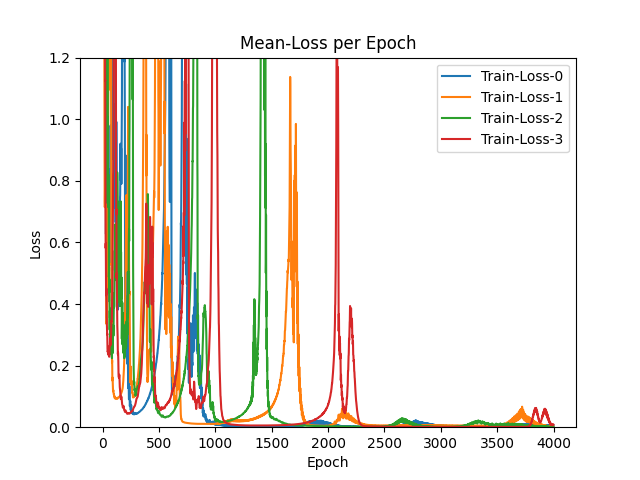 Mean-Loss per Epoch
Loss
1.2
1.0
0.8
0.6
0.4
0.2
0.0
Train-Loss-0
Train-Loss-1
Train-Loss-2
Train-Loss-3
0 500 1000 1500 2000 2500 3000 3500 4000
Epoch